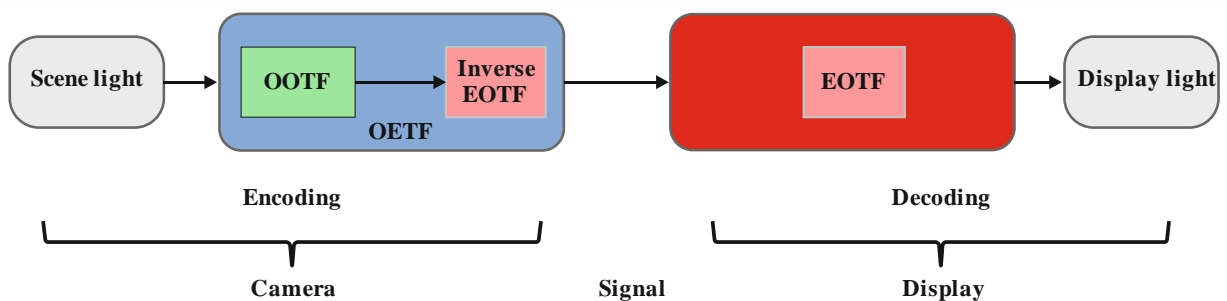 Scene light
OOTF
Inverse
EOTF
OETF
EOTF
Display light
Encoding
Decoding
Camera
Signal
Display